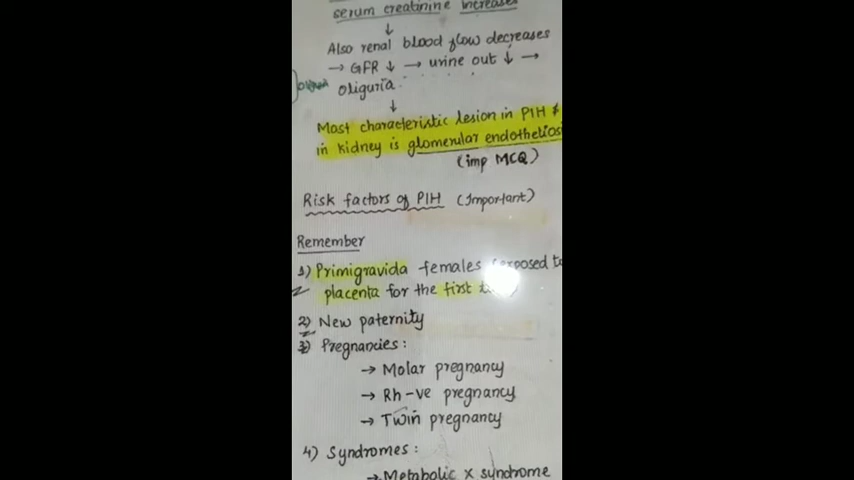 serum creatinine increases
↓
Also renal blood flow decreases
→ GFR ↓ → urine out ↓ →
oliguria
↓
Most characteristic lesion in PIH &
in kidney is glomerular endothelios
(imp MCQ)
Risk factors of PIH (Important)
Remember
1) Primigravida females (exposed to
placenta for the first
2) New paternity
3) Pregnancies:
→ Molar pregnancy
→ Rh-ve pregnancy
→ Twin pregnancy
4) Syndromes:
→ Metabolic X syndrome